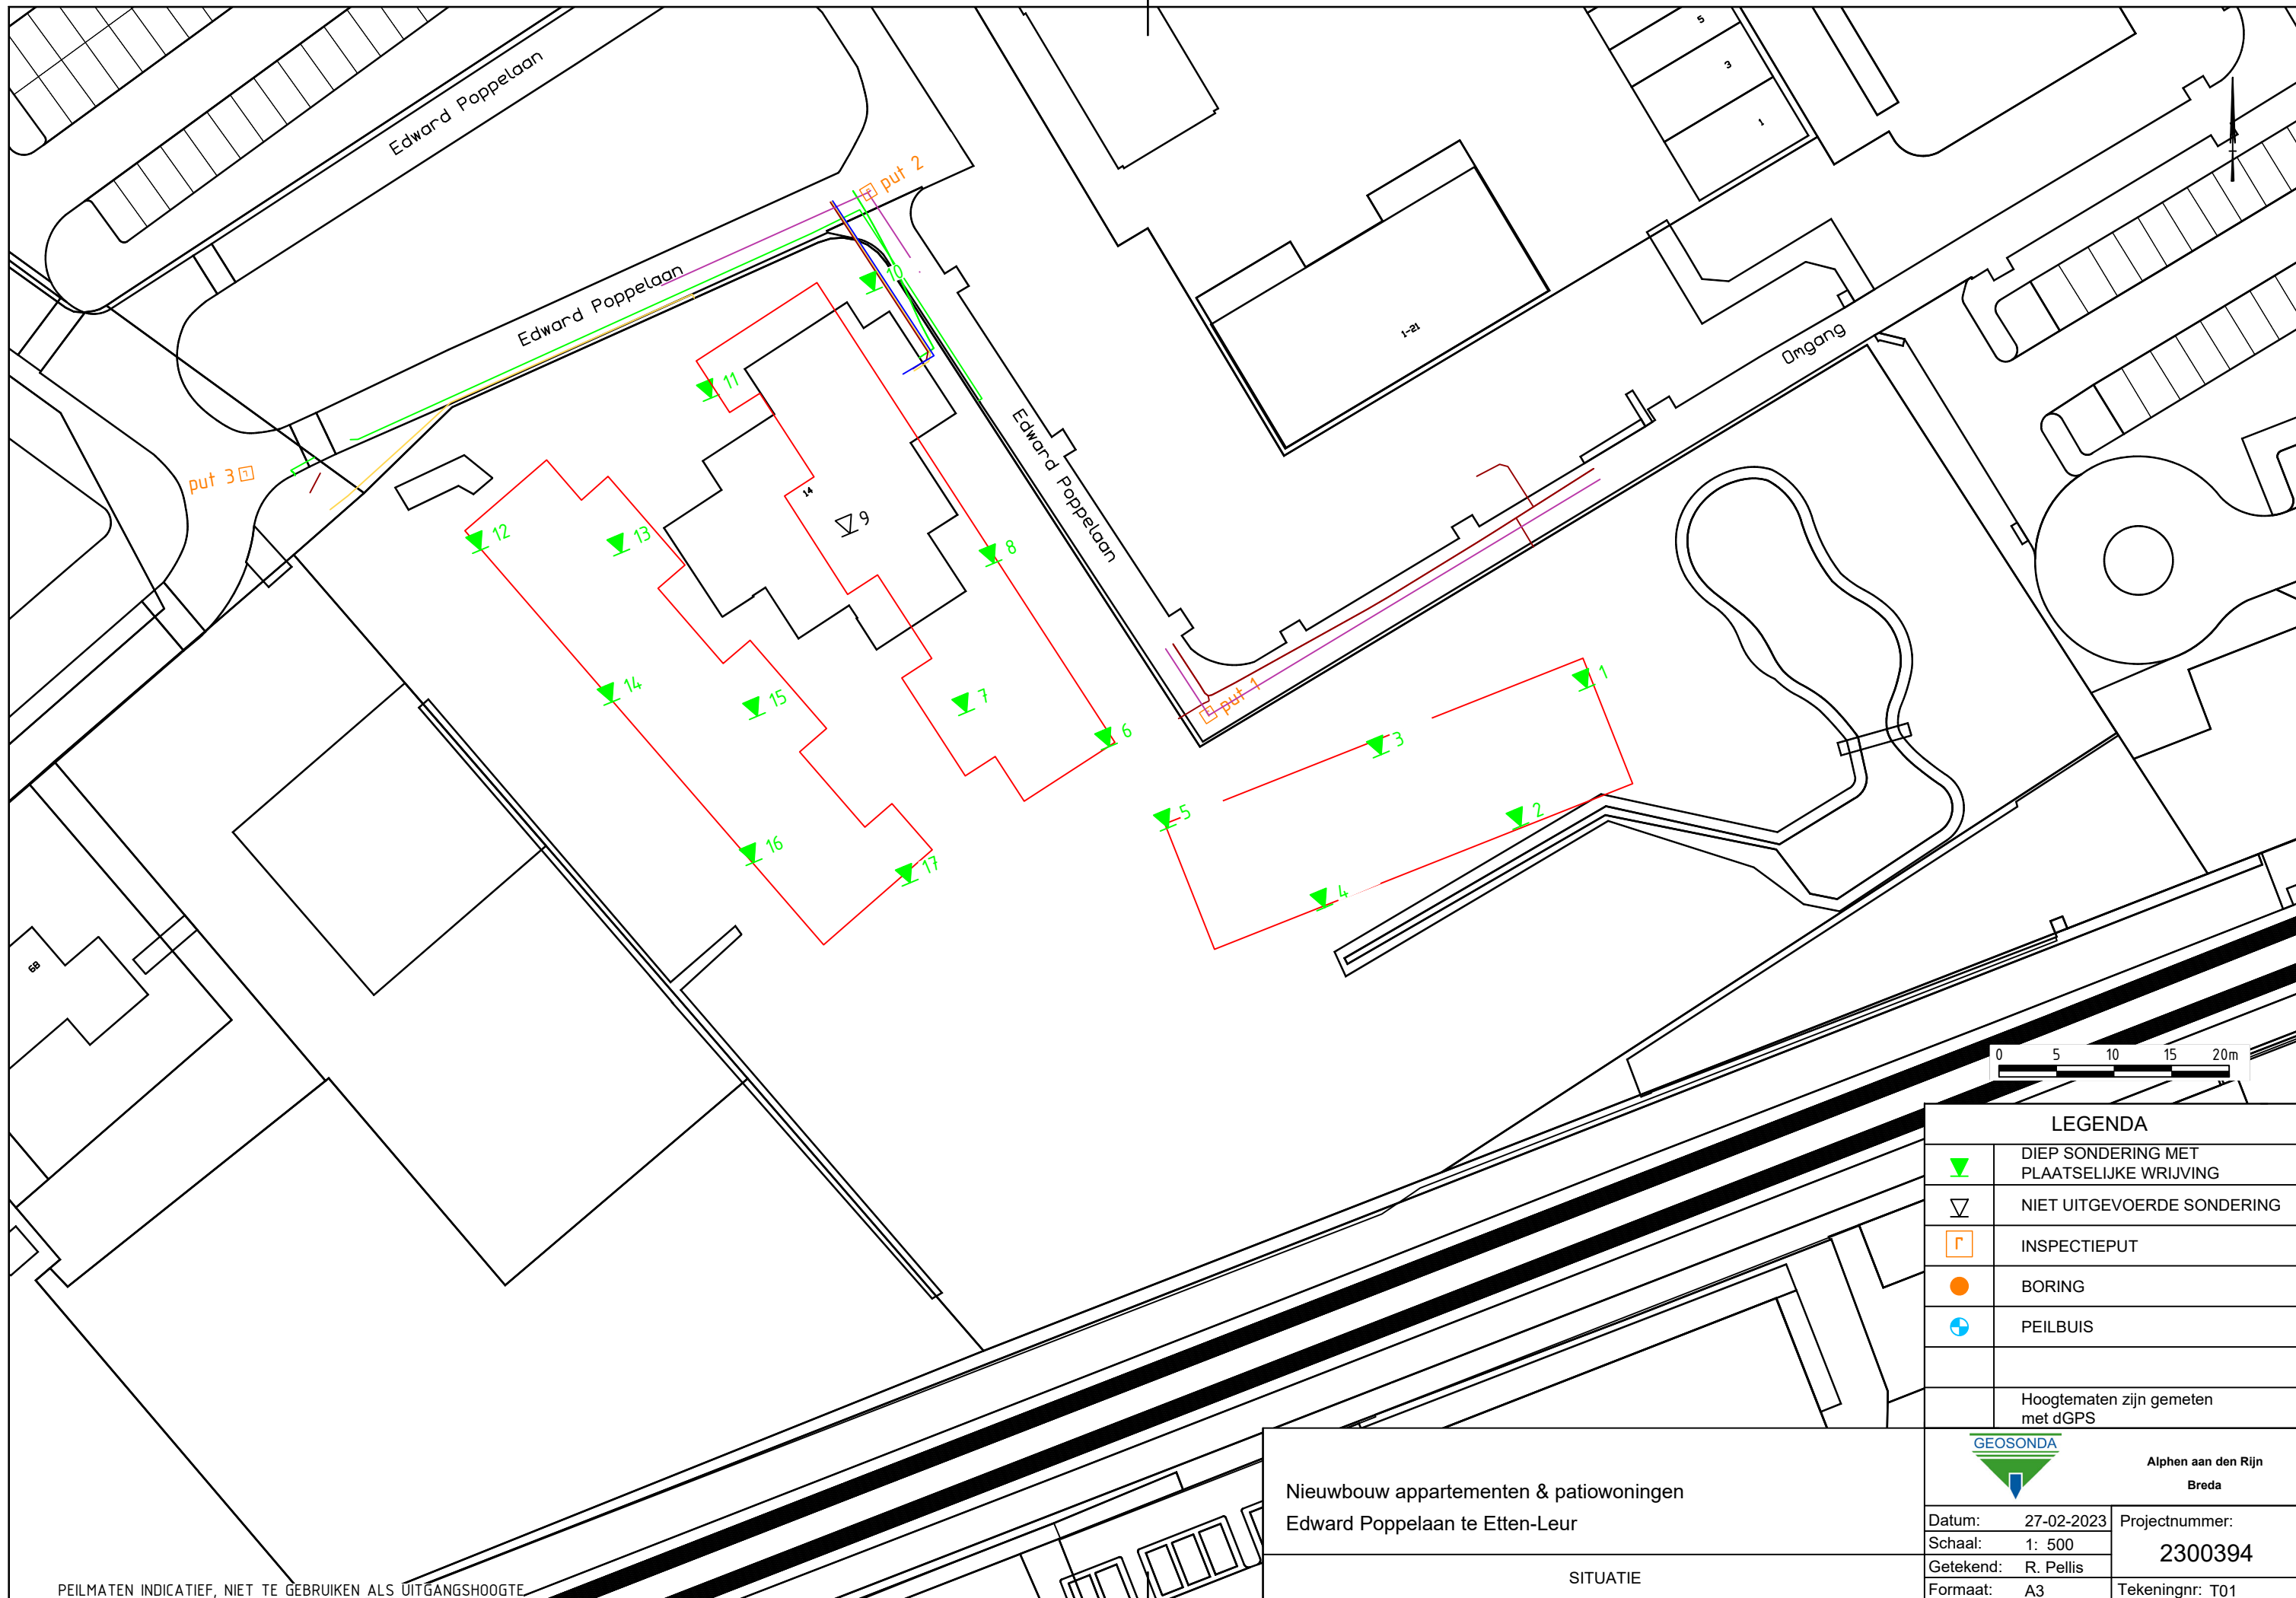 Edward Poppelaan
5
3
1
put 2
10
Edward Poppelaan
11
1-21
Omgang
put 3
Edward Poppelaan
14
9
12
13
8
14
15
7
6
put 1
1
3
5
2
16
17
4
68
0 5 10 15 20m
LEGENDA
DIEP SONDERING MET
PLAATSELIJKE WRIJVING
NIET UITGEVOERDE SONDERING
INSPECTIEPUT
BORING
PEILBUIS
Hoogtematen zijn gemeten
met dGPS
GEOSONDA
Alphen aan den Rijn
Breda
Nieuwbouw appartementen & patiowoningen
Edward Poppelaan te Etten-Leur
SITUATIE
Datum: 27-02-2023
Schaal: 1: 500
Getekend: R. Pellis
Formaat: A3
Projectnummer:
2300394
Tekeningnr: T01
PEILMATEN INDICATIEF, NIET TE GEBRUIKEN ALS UITGANGSHOOGTE